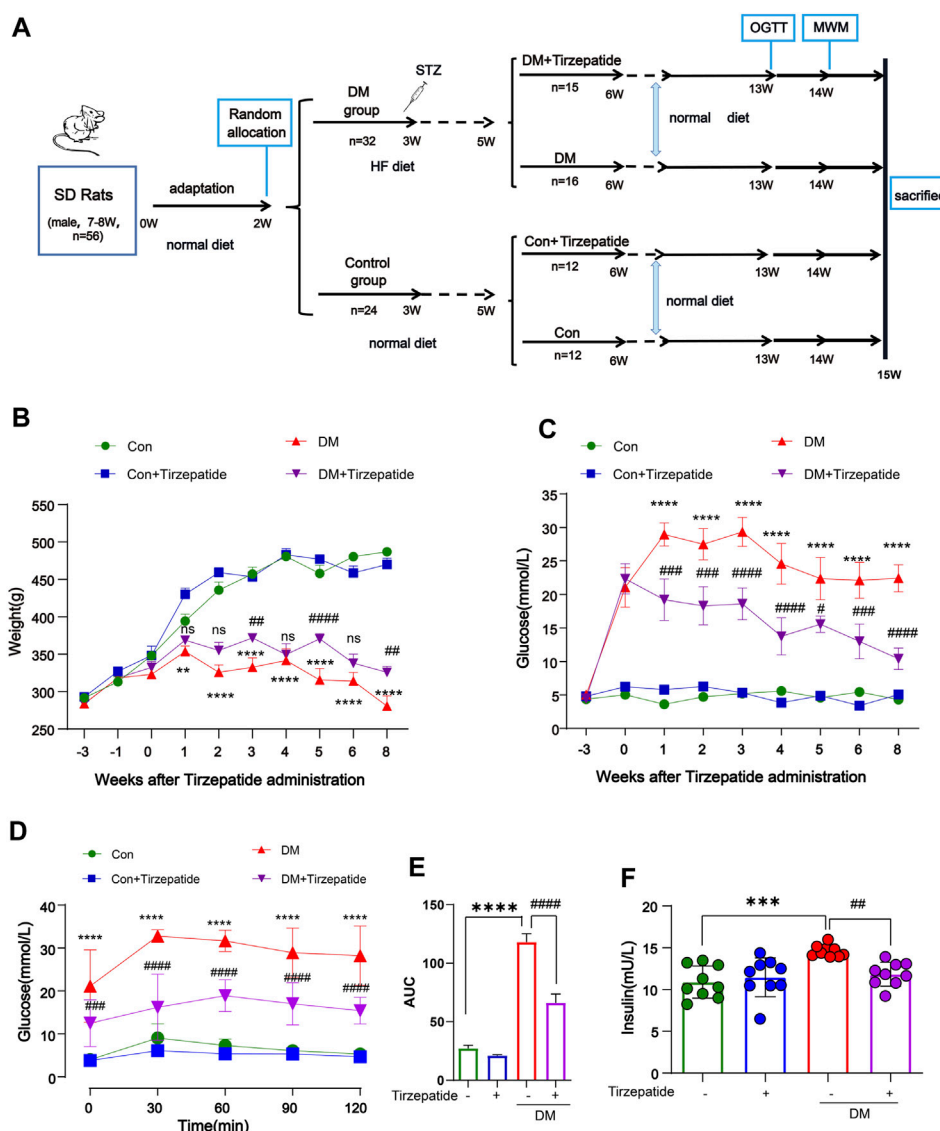 A
OGTT
MWM
STZ
DM+Tirzepatide
n=15
6W
13W
14W
Random
allocation
DM
group
n=32
3W
5W
HF diet
normal diet
DM
n=16
6W
13W
14W
SD Rats
(male, 7-8W,
n=56)
adaptation
0W
2W
normal diet
sacrified
Control
group
n=24
3W
5W
normal diet
Con+Tirzepatide
n=12
6W
13W
14W
normal diet
Con
n=12
6W
13W
14W
15W
B
Con
DM
Con+Tirzepatide
DM+Tirzepatide
Weight(g)
550
500
450
400
350
300
250
200
ns
ns
##
ns
####
ns
##
**
****
****
****
****
****
****
-3
-1
0
1
2
3
4
5
6
8
Weeks after Tirzepatide administration
C
Con
DM
Con+Tirzepatide
DM+Tirzepatide
Glucose(mmol/L)
35
30
25
20
15
10
5
0
****
****
****
****
****
****
****
###
###
####
####
#
###
####
-3
0
1
2
3
4
5
6
8
Weeks after Tirzepatide administration
D
Con
DM
Con+Tirzepatide
DM+Tirzepatide
Glucose(mmol/L)
40
30
20
10
0
****
****
****
****
****
###
####
####
####
####
0
30
60
90
120
Time(min)
E
AUC
150
100
50
0
****
####
Tirzepatide
-
+
-
+
DM
F
Insulin(mU/L)
20
15
10
5
0
***
##
Tirzepatide
-
+
-
+
DM